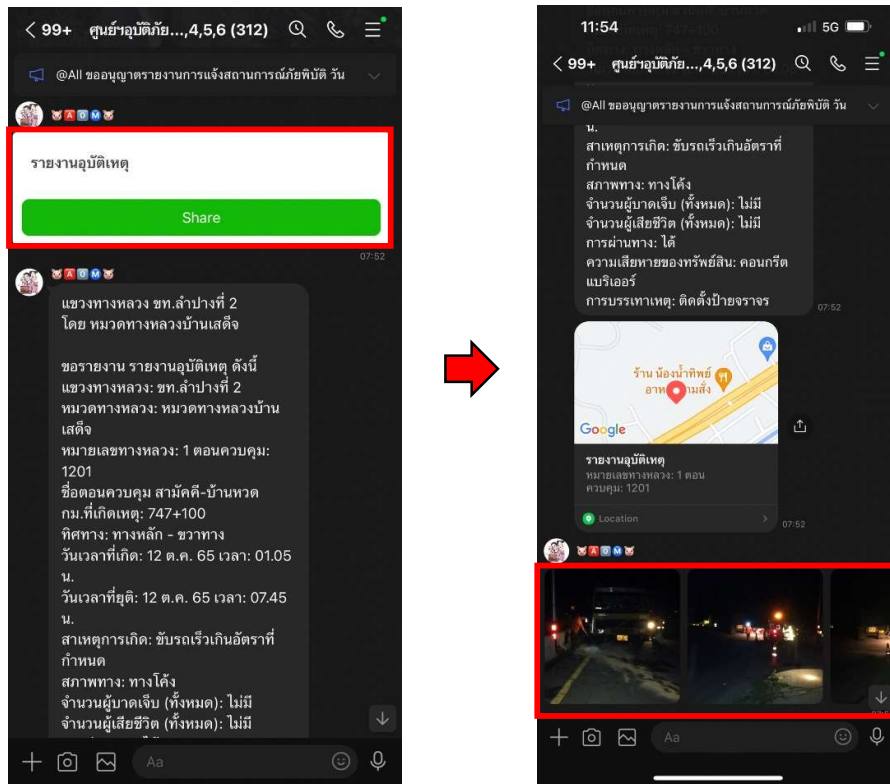 < 99+ ศูนย์ฯอุบัติภัย...,4,5,6 (312)
@All ขออนุญาตรายงานการแจ้งสถานการณ์ภัยพิบัติ วัน
🐷🅰🅾Ⓜ🐷
รายงานอุบัติเหตุ
Share
07:52
🐷🅰🅾Ⓜ🐷
แขวงทางหลวง ขท.ลำปางที่ 2
โดย หมวดทางหลวงบ้านเสด็จ
ขอรายงาน รายงานอุบัติเหตุ ดังนี้
แขวงทางหลวง: ขท.ลำปางที่ 2
หมวดทางหลวง: หมวดทางหลวงบ้าน
เสด็จ
หมายเลขทางหลวง: 1 ตอนควบคุม:
1201
ชื่อตอนควบคุม สามัคคี-บ้านหวด
กม.ที่เกิดเหตุ: 747+100
ทิศทาง: ทางหลัก - ขวาทาง
วันเวลาที่เกิด: 12 ต.ค. 65 เวลา: 01.05
น.
วันเวลาที่ยุติ: 12 ต.ค. 65 เวลา: 07.45
น.
สาเหตุการเกิด: ขับรถเร็วเกินอัตราที่
กำหนด
สภาพทาง: ทางโค้ง
จำนวนผู้บาดเจ็บ (ทั้งหมด): ไม่มี
จำนวนผู้เสียชีวิต (ทั้งหมด): ไม่มี
Aa
11:54 5G
< 99+ ศูนย์ฯอุบัติภัย...,4,5,6 (312)
@All ขออนุญาตรายงานการแจ้งสถานการณ์ภัยพิบัติ วัน
น.
สาเหตุการเกิด: ขับรถเร็วเกินอัตราที่
กำหนด
สภาพทาง: ทางโค้ง
จำนวนผู้บาดเจ็บ (ทั้งหมด): ไม่มี
จำนวนผู้เสียชีวิต (ทั้งหมด): ไม่มี
การผ่านทาง: ได้
ความเสียหายของทรัพย์สิน: คอนกรีต
แบริเออร์
การบรรเทาเหตุ: ติดตั้งป้ายจราจร
07:52
ร้าน น้องน้ำทิพย์
Google
รายงานอุบัติเหตุ
หมายเลขทางหลวง: 1 ตอน
ควบคุม: 1201
Location
07:52
🐷🅰🅾Ⓜ🐷
Aa